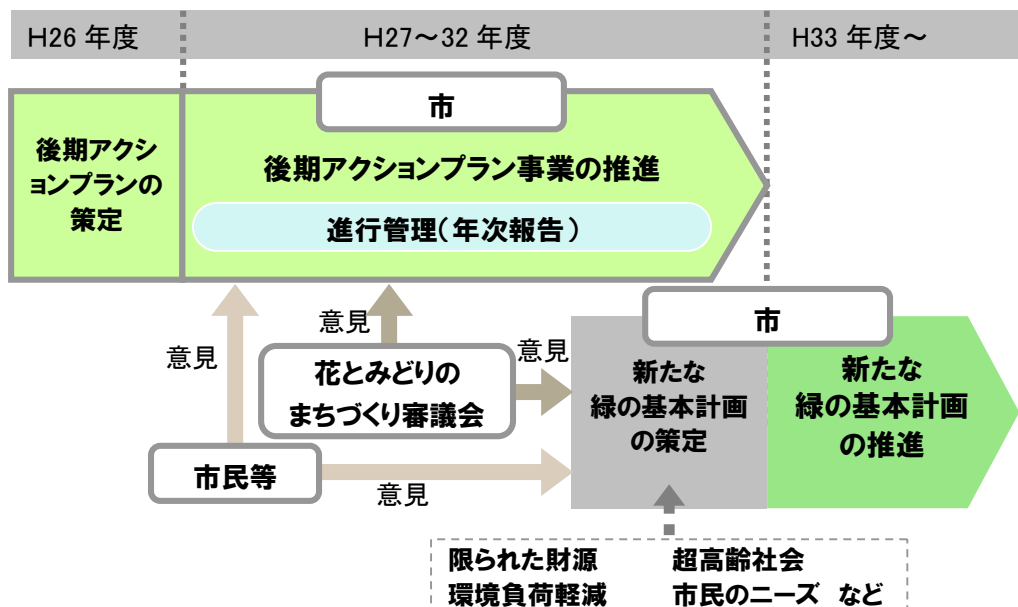 H26 年度
H27~32 年度
H33 年度~
市
後期アクシ
ョンプランの
策定
後期アクションプラン事業の推進
進行管理(年次報告)
意見
意見
意見
花とみどりの
まちづくり審議会
市民等
意見
市
新たな
緑の基本計画
の策定
新たな
緑の基本計画
の推進
限られた財源 超高齢社会
環境負荷軽減 市民のニーズ など